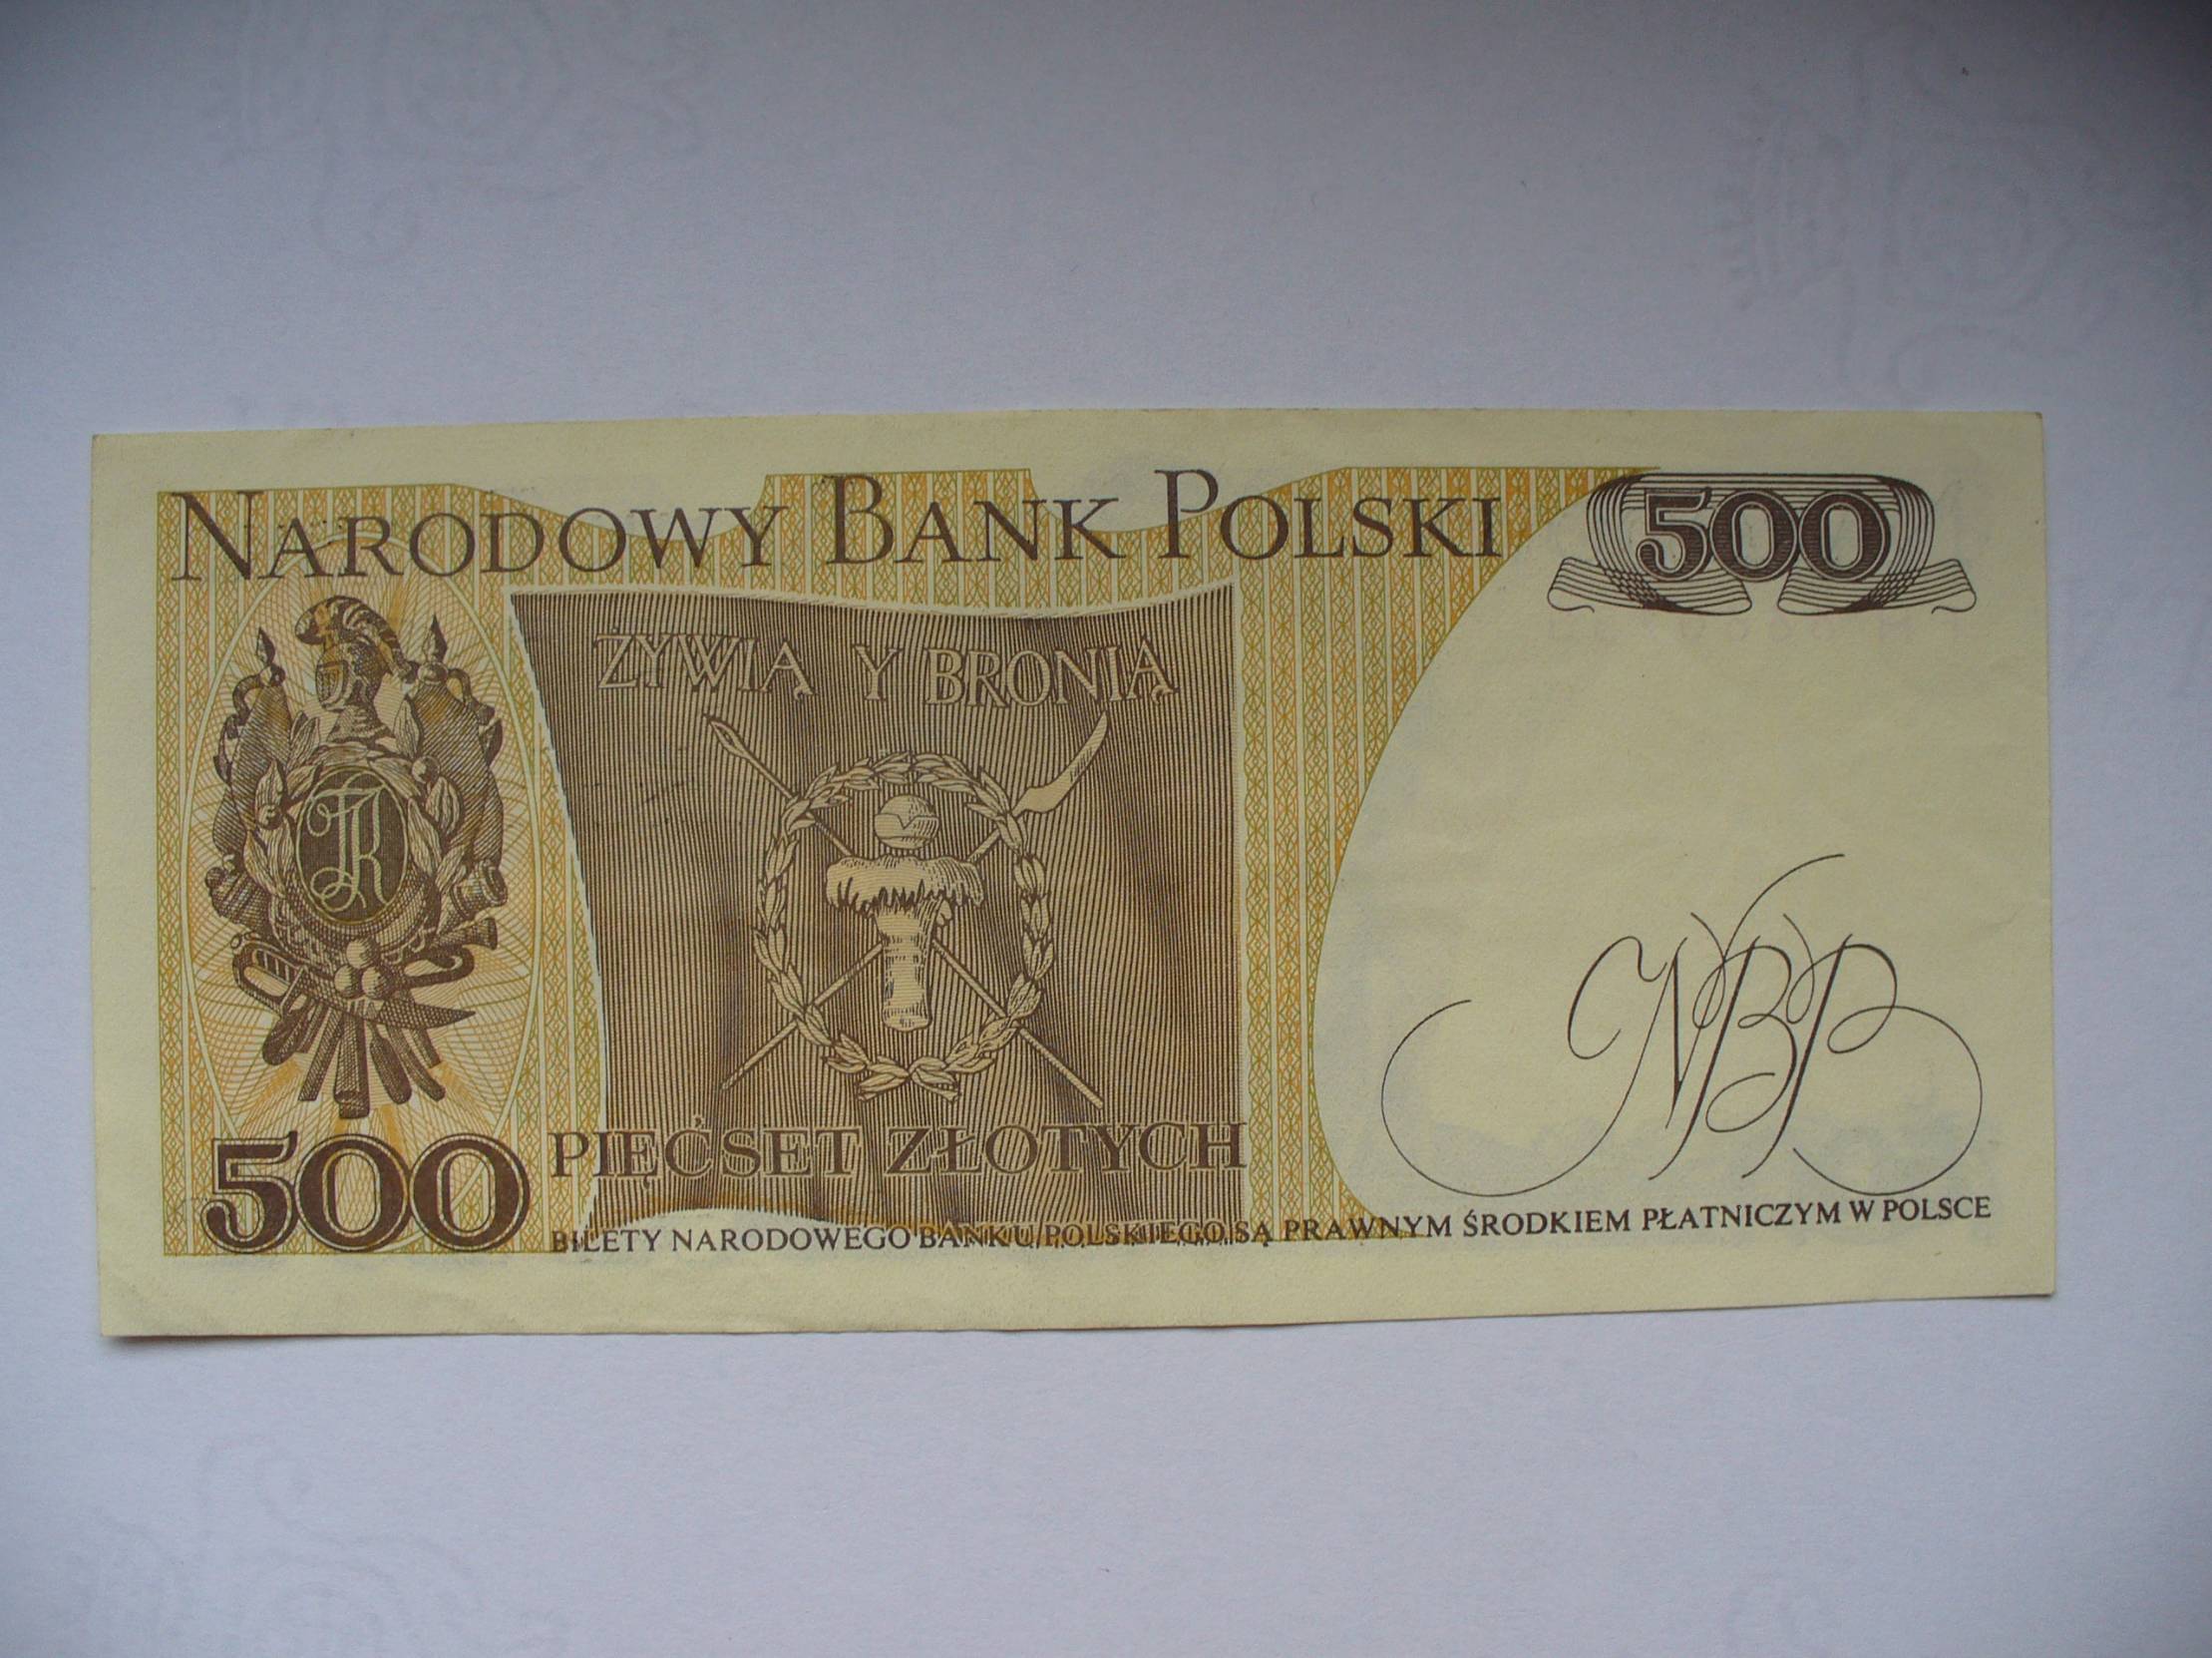 NARODOWY BANK POLSKI
500
ŻYWIĄ Y BRONIĄ
TK
NBP
500
PIĘĆSET ZŁOTYCH
BILETY NARODOWEGO BANKU POLSKIEGO SĄ PRAWNYM ŚRODKIEM PŁATNICZYM W POLSCE